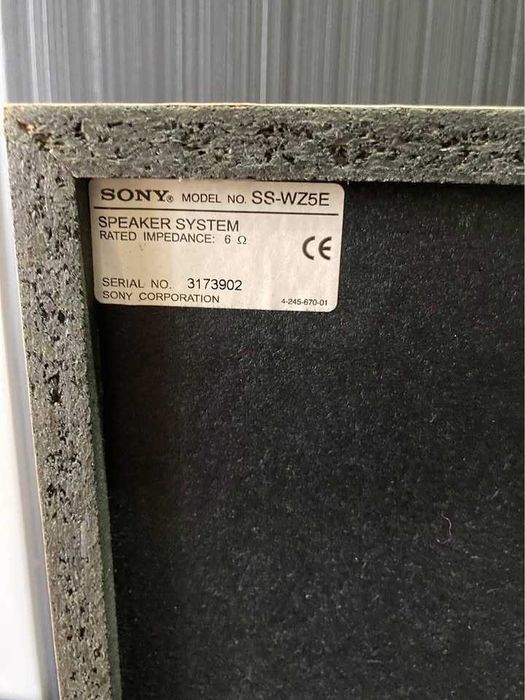 SONY® MODEL NO. SS-WZ5E
SPEAKER SYSTEM
RATED IMPEDANCE: 6 Ω
CE
SERIAL NO. 3173902
SONY CORPORATION 4-245-670-01